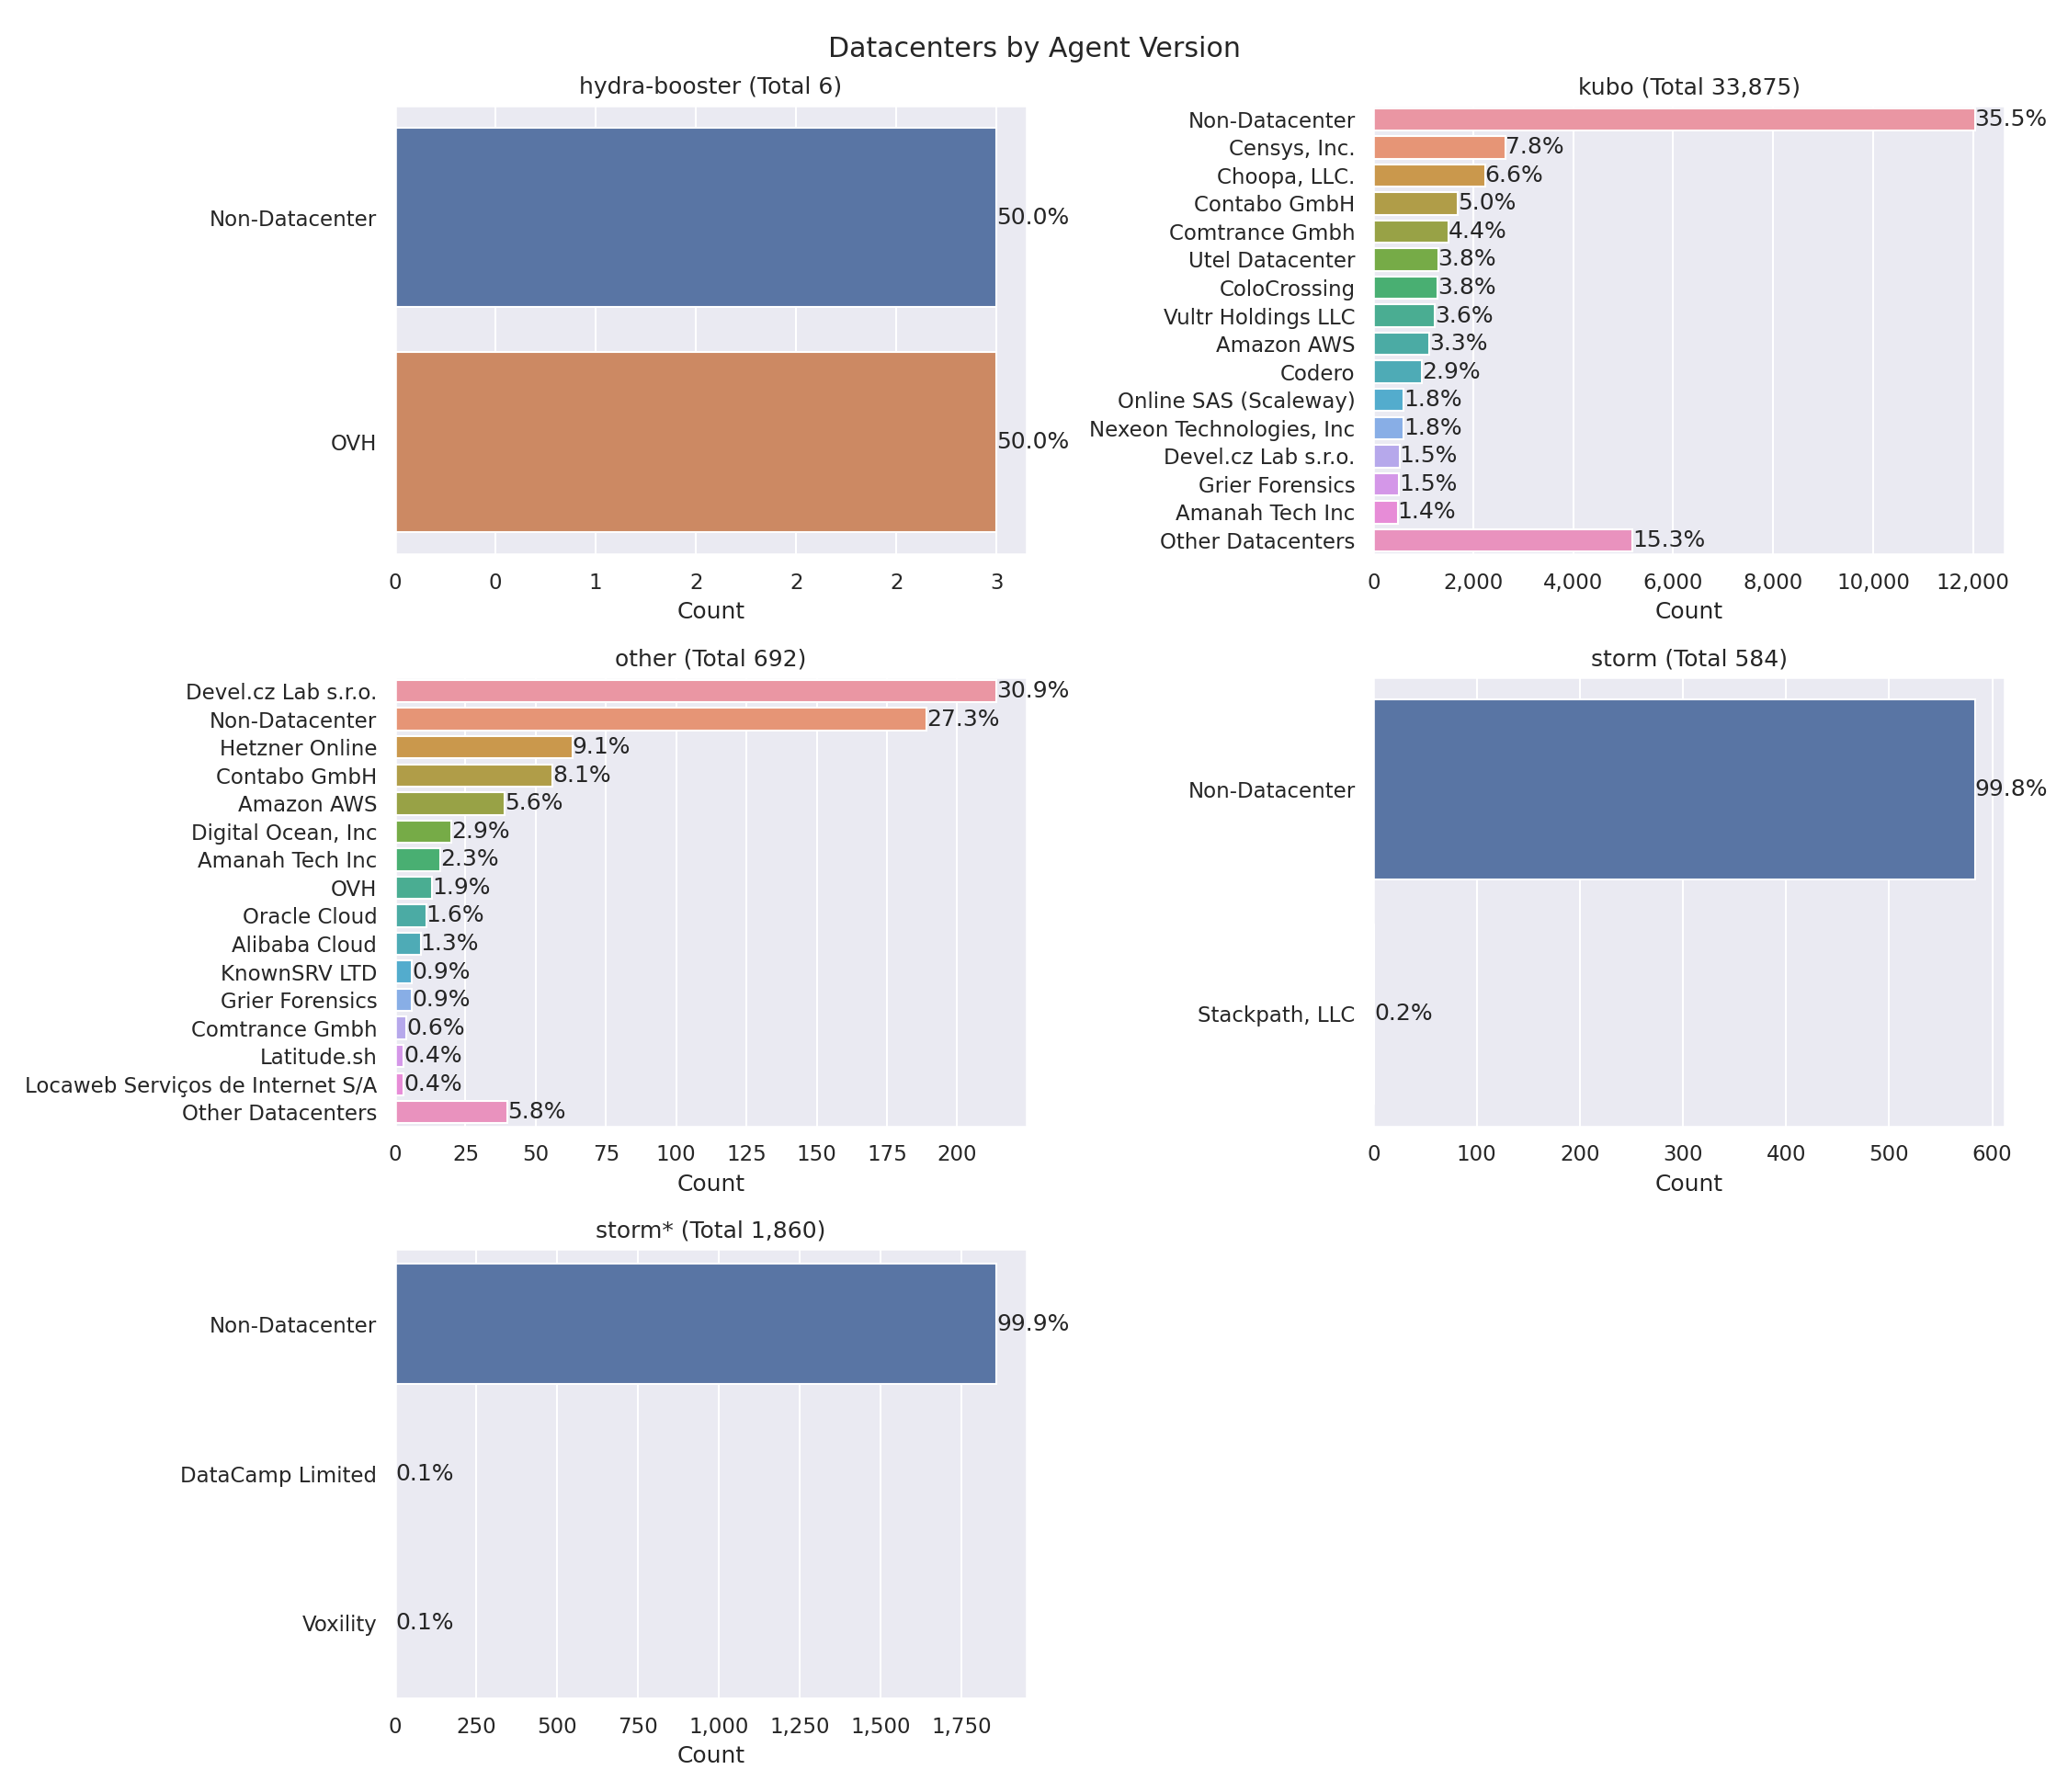 Datacenters by Agent Version
hydra-booster (Total 6)
Non-Datacenter
50.0%
OVH
50.0%
0 0 1 2 2 2 3
Count
kubo (Total 33,875)
Non-Datacenter 35.5%
Censys, Inc. 7.8%
Choopa, LLC. 6.6%
Contabo GmbH 5.0%
Comtrance Gmbh 4.4%
Utel Datacenter 3.8%
ColoCrossing 3.8%
Vultr Holdings LLC 3.6%
Amazon AWS 3.3%
Codero 2.9%
Online SAS (Scaleway) 1.8%
Nexeon Technologies, Inc 1.8%
Devel.cz Lab s.r.o. 1.5%
Grier Forensics 1.5%
Amanah Tech Inc 1.4%
Other Datacenters 15.3%
0 2,000 4,000 6,000 8,000 10,000 12,000
Count
other (Total 692)
Devel.cz Lab s.r.o. 30.9%
Non-Datacenter 27.3%
Hetzner Online 9.1%
Contabo GmbH 8.1%
Amazon AWS 5.6%
Digital Ocean, Inc 2.9%
Amanah Tech Inc 2.3%
OVH 1.9%
Oracle Cloud 1.6%
Alibaba Cloud 1.3%
KnownSRV LTD 0.9%
Grier Forensics 0.9%
Comtrance Gmbh 0.6%
Latitude.sh 0.4%
Locaweb Serviços de Internet S/A 0.4%
Other Datacenters 5.8%
0 25 50 75 100 125 150 175 200
Count
storm (Total 584)
Non-Datacenter 99.8%
Stackpath, LLC 0.2%
0 100 200 300 400 500 600
Count
storm* (Total 1,860)
Non-Datacenter 99.9%
DataCamp Limited 0.1%
Voxility 0.1%
0 250 500 750 1,000 1,250 1,500 1,750
Count